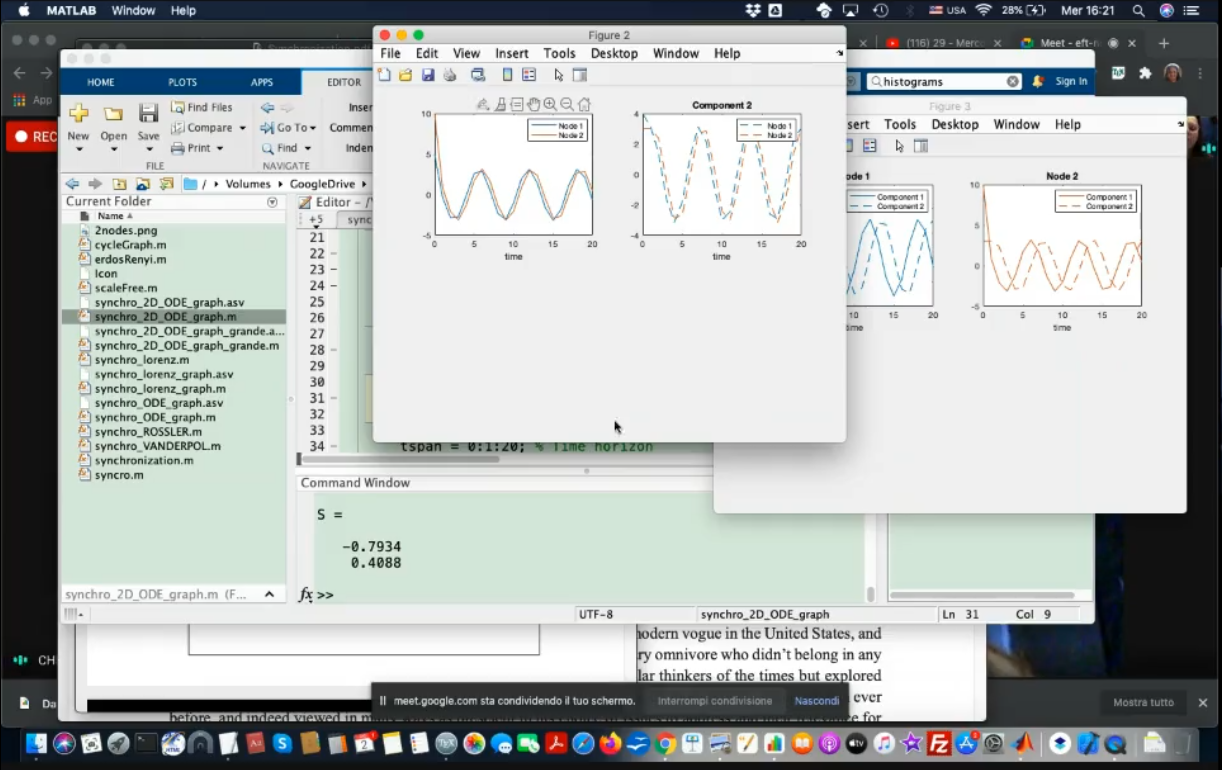 MATLAB Window Help
USA 28% Mer 16:21
Figure 2
(116) 29 - Merc
Meet - eft-r
File Edit View Insert Tools Desktop Window Help
HOME PLOTS APPS EDITOR
histograms
Sign In
App
REC
New Open Save
Find Files
Compare
Print
FILE
Go To
Find
NAVIGATE
Insert
Comment
Indent
Figure 3
sert Tools Desktop Window Help
/ Volumes GoogleDrive
Current Folder
Name
2nodes.png
cycleGraph.m
erdosRenyi.m
Icon
scaleFree.m
synchro_2D_ODE_graph.asv
synchro_2D_ODE_graph.m
synchro_2D_ODE_graph_grande.a...
synchro_2D_ODE_graph_grande.m
synchro_lorenz.m
synchro_lorenz_graph.asv
synchro_lorenz_graph.m
synchro_ODE_graph.asv
synchro_ODE_graph.m
synchro_ROSSLER.m
synchro_VANDERPOL.m
synchronization.m
syncro.m
synchro_2D_ODE_graph.m (F...
Editor - /
+5 sync
21
22
23
24
25
26
27
28
29
30
31
32
33
34
tspan = 0:1:20; % Time horizon
10
5
0
-5
0 5 10 15 20
time
Node 1
Node 2
Component 2
4
2
0
-2
-4
0 5 10 15 20
time
Node 1
Node 2
ode 1
Component 1
Component 2
10 15 20
time
Node 2
10
5
0
-5
0 5 10 15 20
time
Component 1
Component 2
Command Window
S =
-0.7934
0.4088
fx >>
UTF-8
synchro_2D_ODE_graph
Ln 31 Col 9
modern vogue in the United States, and
ry omnivore who didn't belong in any
lar thinkers of the times but explored
ever
before, and indeed viewed in
for
CH
Da
meet.google.com sta condividendo il tuo schermo.
Interrompi condivisione
Nascondi
Mostra tutto